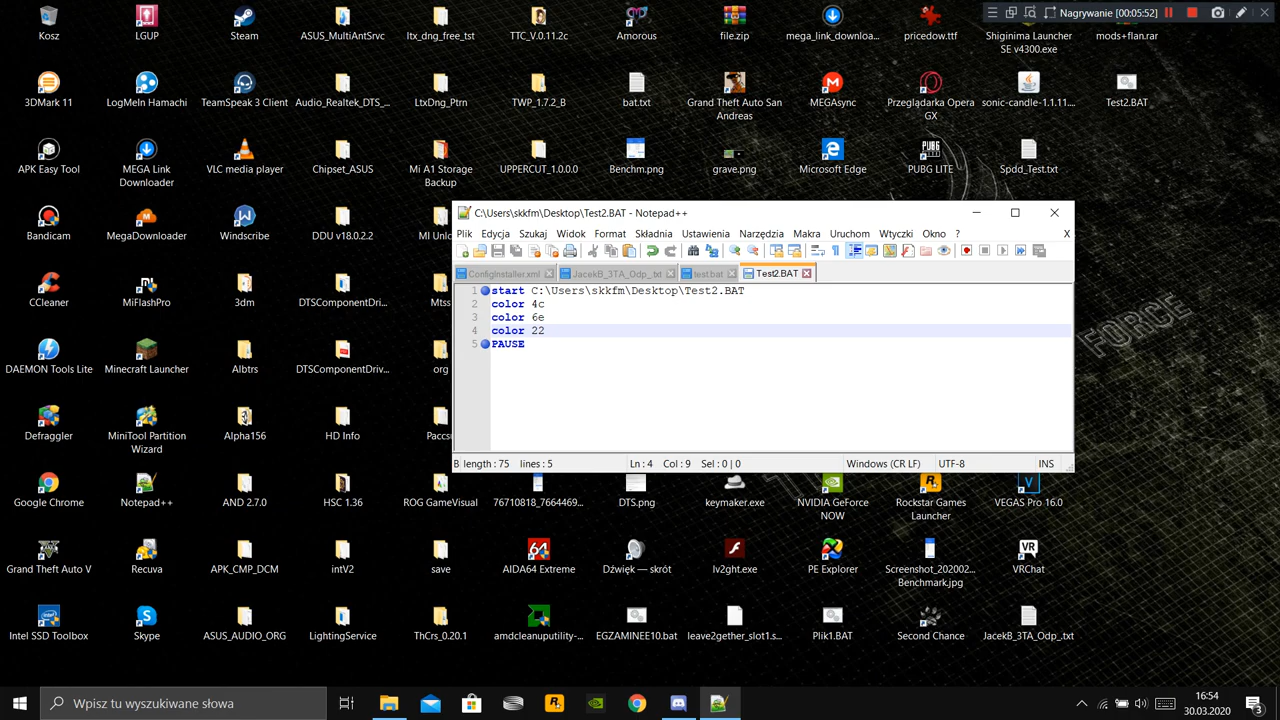 Nagrywanie [00:05:52]
Kosz
LGUP
Steam
ASUS_MultiAntSrvc
ltx_dng_free_tst
TTC_V.0.11.2c
Amorous
file.zip
mega_link_downloa...
pricedow.ttf
Shiginima Launcher
SE v4300.exe
mods+flan.rar
3DMark 11
LogMeIn Hamachi
TeamSpeak 3 Client
Audio_Realtek_DTS_...
LtxDng_Ptrn
TWP_1.7.2_B
bat.txt
Grand Theft Auto San
Andreas
MEGAsync
Przeglądarka Opera
GX
sonic-candle-1.1.11....
Test2.BAT
APK Easy Tool
MEGA Link
Downloader
VLC media player
Chipset_ASUS
Mi A1 Storage
Backup
UPPERCUT_1.0.0.0
Benchm.png
grave.png
Microsoft Edge
PUBG LITE
Spdd_Test.txt
Bandicam
MegaDownloader
Windscribe
DDU v18.0.2.2
MI Unlo
C:\Users\skkfm\Desktop\Test2.BAT - Notepad++
Plik Edycja Szukaj Widok Format Składnia Ustawienia Narzędzia Makra Uruchom Wtyczki Okno ? X
ConfigInstaller.xml
JacekB_3TA_Odp_.txt
test.bat
Test2.BAT
1 start C:\Users\skkfm\Desktop\Test2.BAT
2 color 4c
3 color 6e
4 color 22
5 PAUSE
B length : 75 lines : 5 Ln : 4 Col : 9 Sel : 0 | 0 Windows (CR LF) UTF-8 INS
CCleaner
MiFlashPro
3dm
DTSComponentDriv...
Mtss
DAEMON Tools Lite
Minecraft Launcher
Albtrs
DTSComponentDriv...
org
Defraggler
MiniTool Partition
Wizard
Alpha156
HD Info
Paccsu
FORCE
Google Chrome
Notepad++
AND 2.7.0
HSC 1.36
ROG GameVisual
76710818_7664469...
DTS.png
keymaker.exe
NVIDIA GeForce
NOW
Rockstar Games
Launcher
VEGAS Pro 16.0
Grand Theft Auto V
Recuva
APK_CMP_DCM
intV2
save
AIDA64 Extreme
Dźwięk — skrót
lv2ght.exe
PE Explorer
Screenshot_202002...
Benchmark.jpg
VRChat
Intel SSD Toolbox
Skype
ASUS_AUDIO_ORG
LightingService
ThCrs_0.20.1
amdcleanuputility-...
EGZAMINEE10.bat
leave2gether_slot1.s...
Plik1.BAT
Second Chance
JacekB_3TA_Odp_.txt
Wpisz tu wyszukiwane słowa
16:54
30.03.2020
3